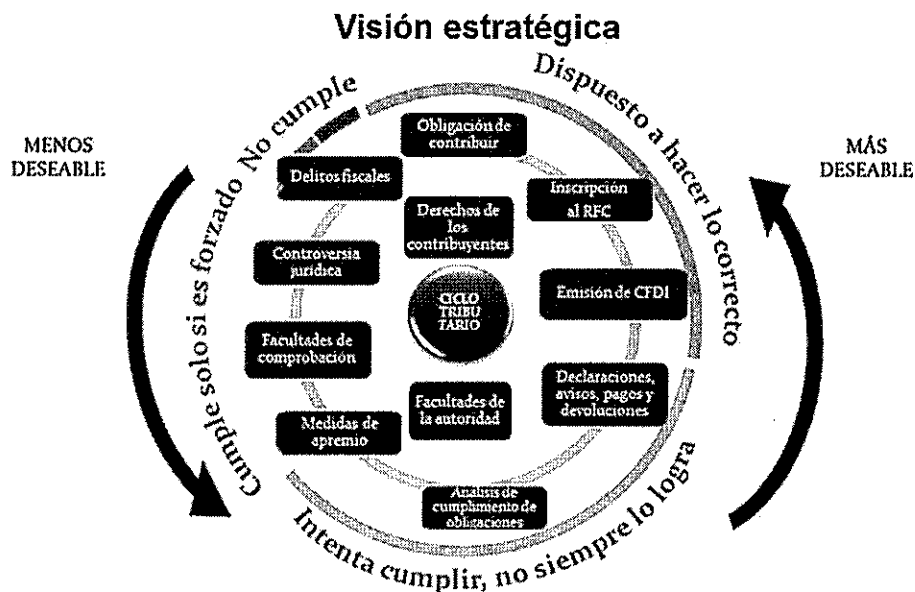 Visión estratégica
Dispuesto a hacer lo correcto
No cumple
Cumple solo si es forzado
Intenta cumplir, no siempre lo logra
MENOS
DESEABLE
MÁS
DESEABLE
Obligación de
contribuir
Inscripción
al RFC
Emisión de CFDI
Declaraciones,
avisos, pagos y
devoluciones
Análisis de
cumplimiento de
obligaciones
Medidas de
apremio
Facultades de
comprobación
Controversia
jurídica
Delitos fiscales
Derechos de
los
contribuyentes
CICLO
TRIBU
TARIO
Facultades de
la autoridad